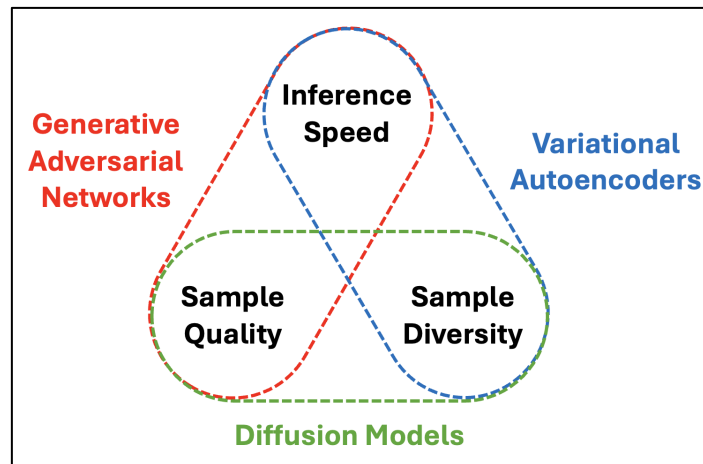 Inference
Speed
Generative
Adversarial
Networks
Variational
Autoencoders
Sample
Quality
Sample
Diversity
Diffusion Models